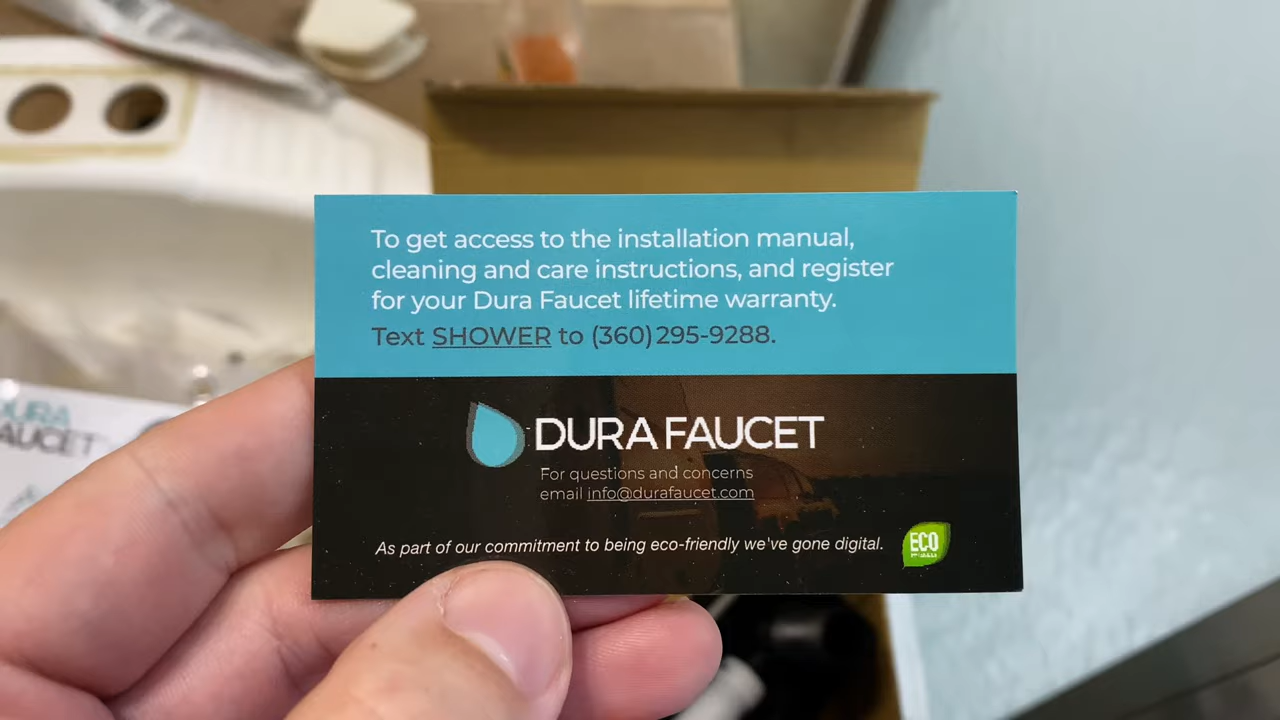 To get access to the installation manual,
cleaning and care instructions, and register
for your Dura Faucet lifetime warranty.
Text SHOWER to (360)295-9288.
DURA FAUCET
For questions and concerns
email info@durafaucet.com
As part of our commitment to being eco-friendly we've gone digital.
ECO
DURA
FAUCET